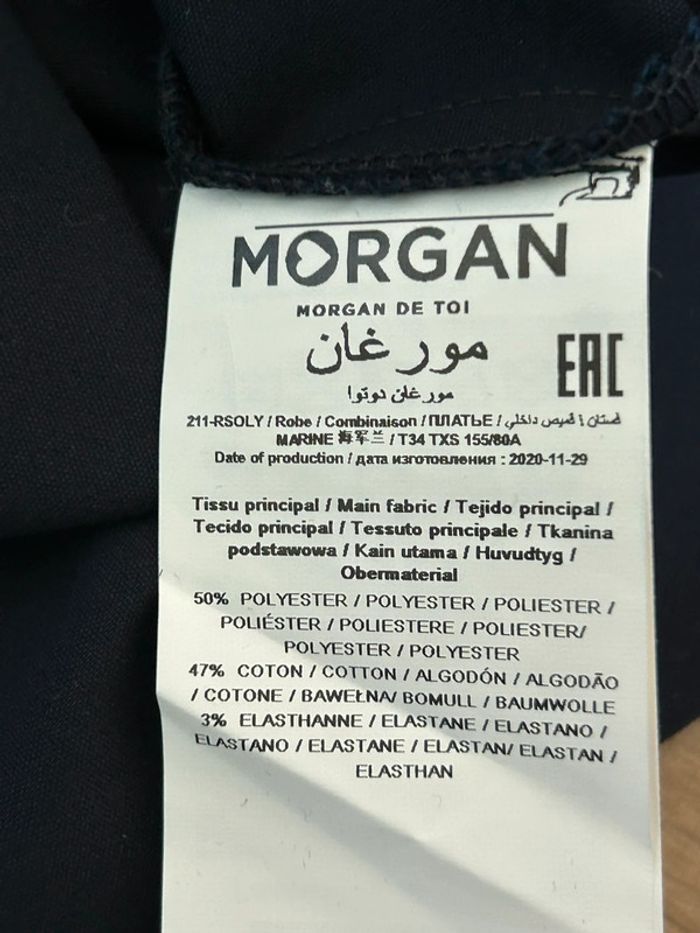 MORGAN
MORGAN DE TOI
مورغان
EAC
مورغان دوتوا
211-RSOLY / Robe / Combinaison / ПЛАТЬЕ / فستان / قميص داخلي
MARINE 海军兰 / T34 TXS 155/80A
Date of production / дата изготовления : 2020-11-29
Tissu principal / Main fabric / Tejido principal /
Tecido principal / Tessuto principale / Tkanina
podstawowa / Kain utama / Huvudtyg /
Obermaterial
50% POLYESTER / POLYESTER / POLIESTER /
POLIÉSTER / POLIESTERE / POLIESTER/
POLYESTER / POLYESTER
47% COTON / COTTON / ALGODÓN / ALGODÃO
/ COTONE / BAWEŁNA/ BOMULL / BAUMWOLLE
3% ELASTHANNE / ELASTANE / ELASTANO /
ELASTANO / ELASTANE / ELASTAN/ ELASTAN /
ELASTHAN